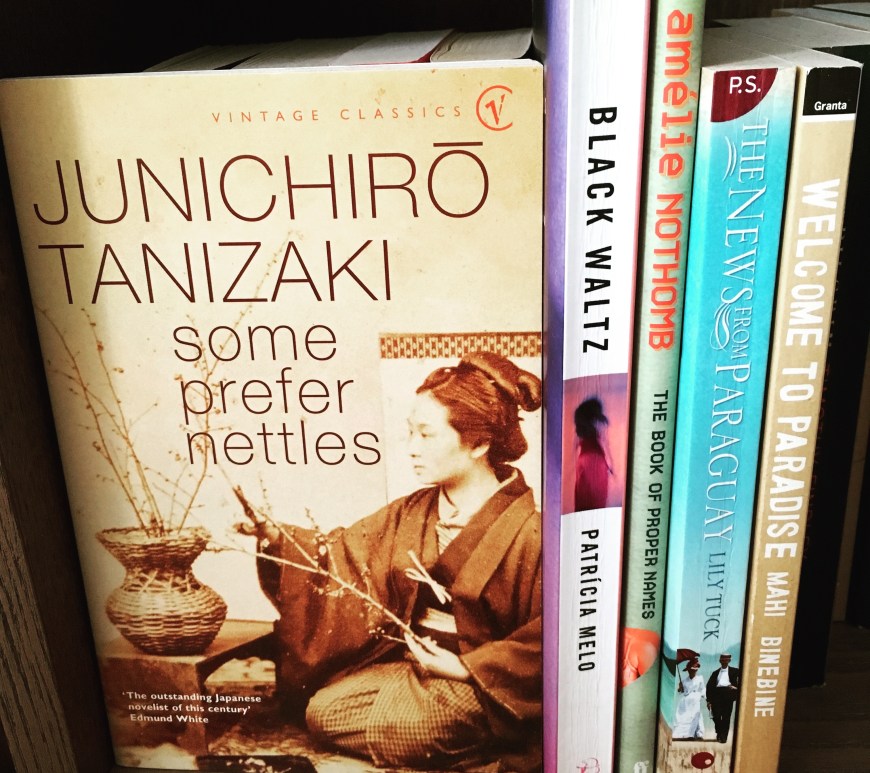 VINTAGE CLASSICS
V
JUNICHIRŌ
TANIZAKI
some
prefer
nettles
'The outstanding Japanese
novelist of this century'
Edmund White
BLACK WALTZ
PATRÍCIA MELO
amélie NOTHOMB
THE BOOK OF PROPER NAMES
ff
P.S.
THE NEWS FROM PARAGUAY LILY TUCK
Granta
WELCOME TO PARADISE MAHI BINEBINE